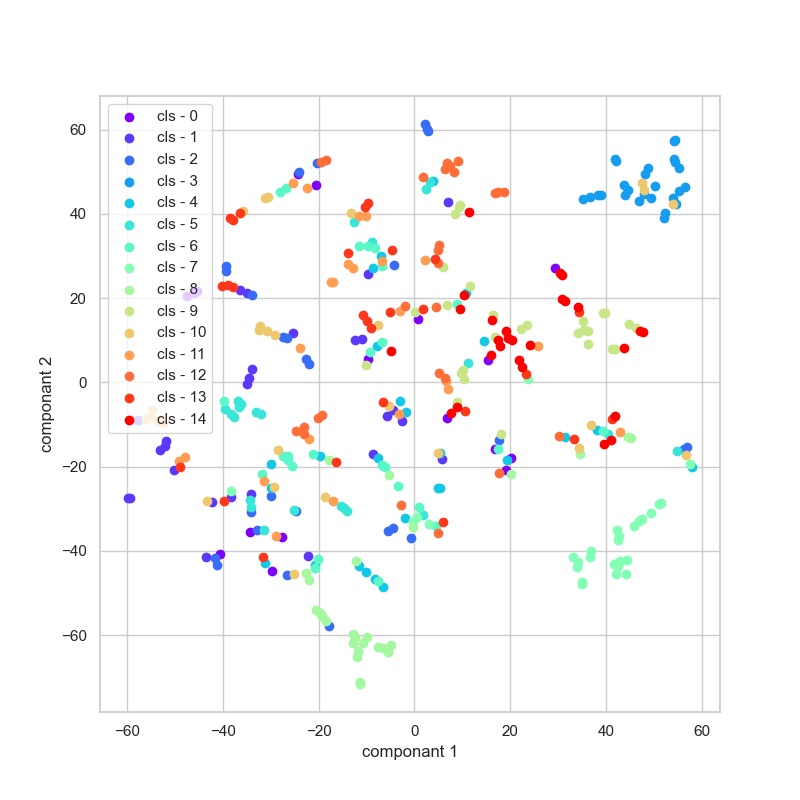 cls - 0
cls - 1
cls - 2
cls - 3
cls - 4
cls - 5
cls - 6
cls - 7
cls - 8
cls - 9
cls - 10
cls - 11
cls - 12
cls - 13
cls - 14
60
40
20
0
−20
−40
−60
componant 2
−60 −40 −20 0 20 40 60
componant 1